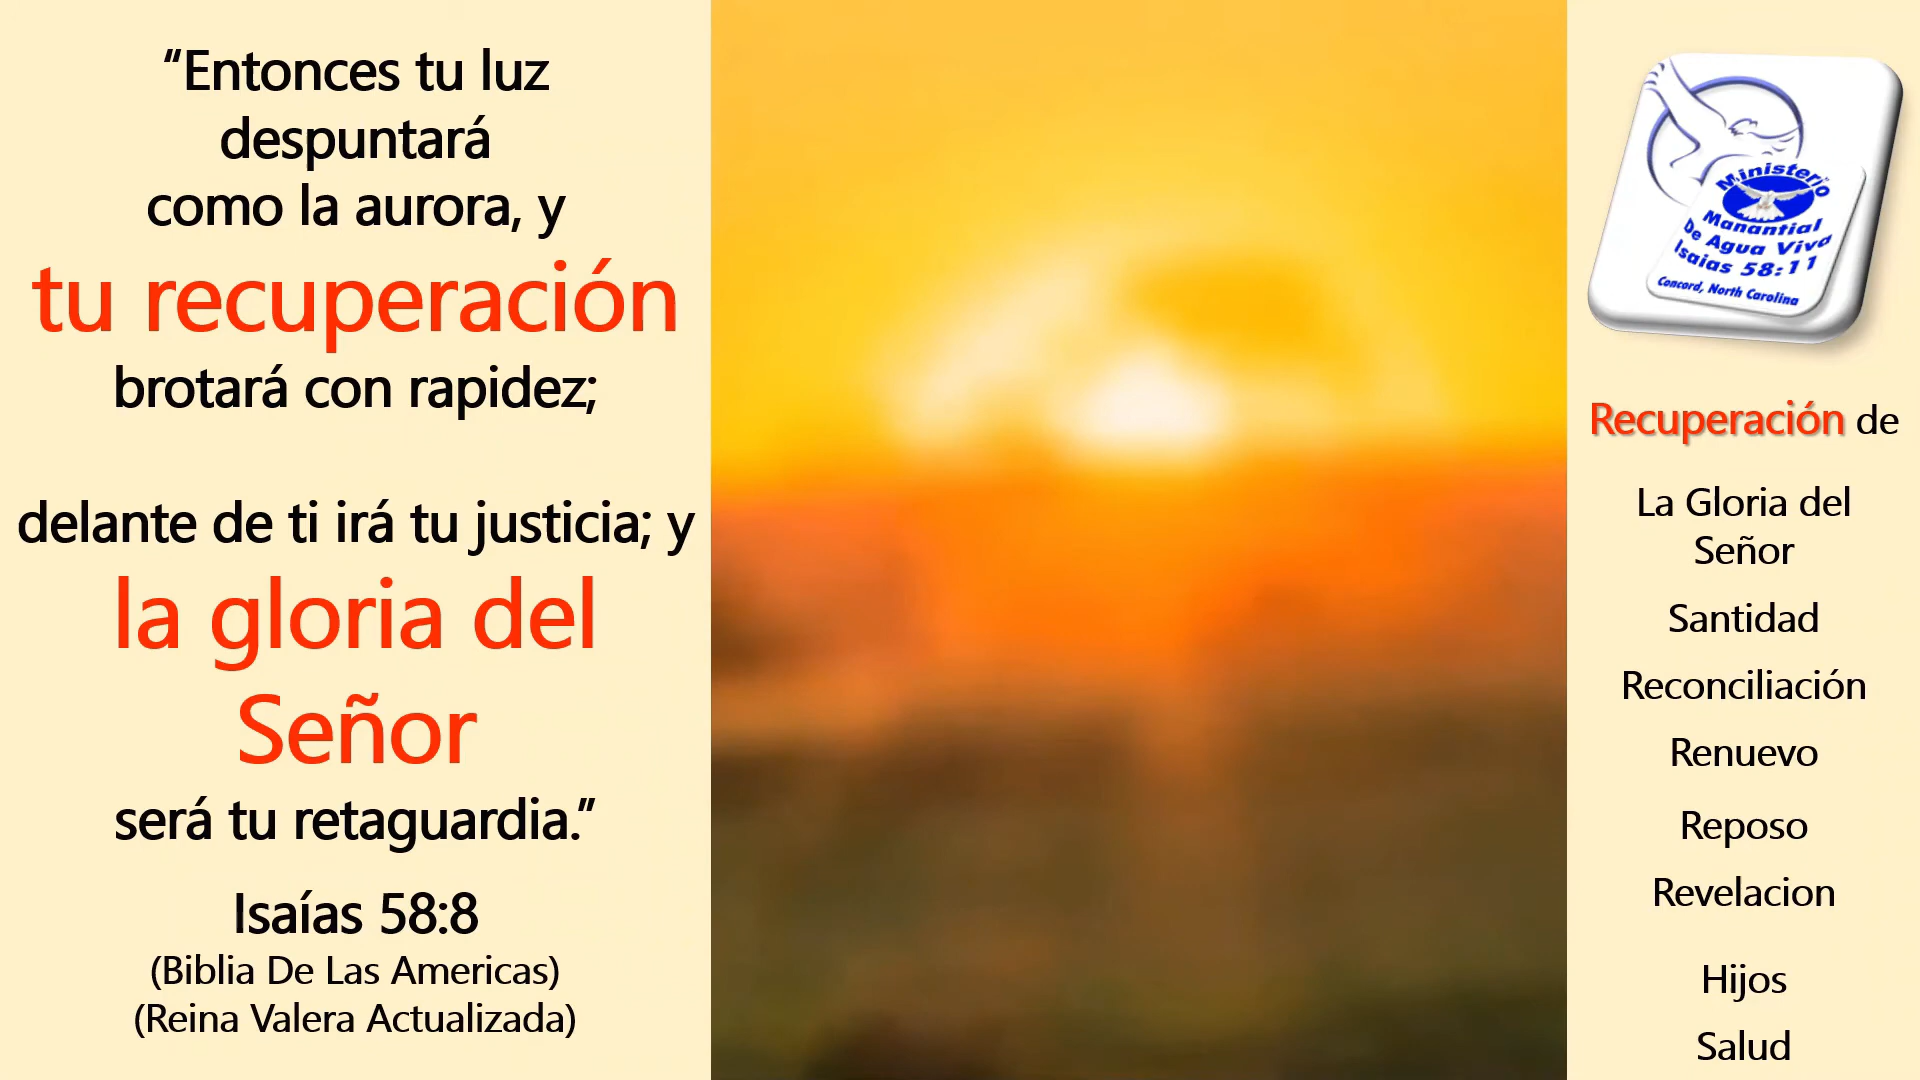 “Entonces tu luz
despuntará
como la aurora, y
tu recuperación
brotará con rapidez;
delante de ti irá tu justicia; y
la gloria del
Señor
será tu retaguardia.”
Isaías 58:8
(Biblia De Las Americas)
(Reina Valera Actualizada)
Ministerio
Manantial
De Agua Viva
Isaias 58:11
Concord, North Carolina
Recuperación de
La Gloria del
Señor
Santidad
Reconciliación
Renuevo
Reposo
Revelacion
Hijos
Salud